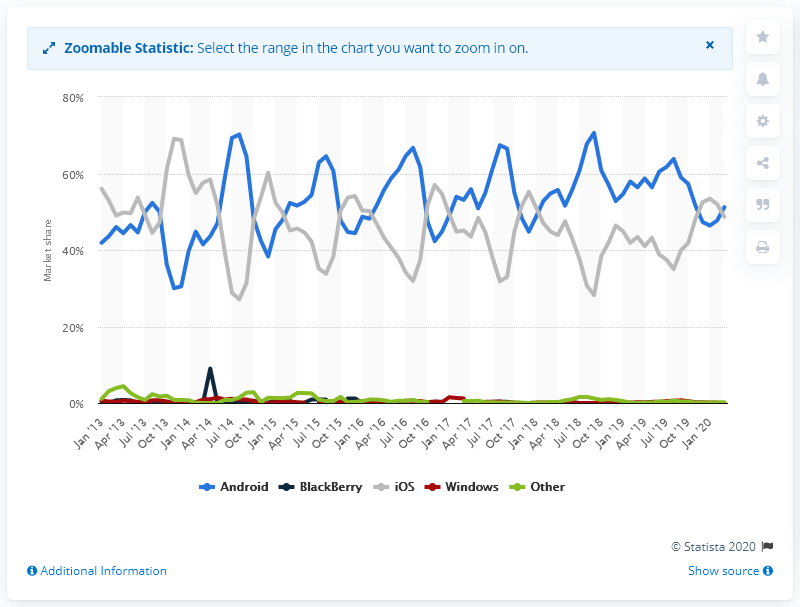 Zoomable Statistic: Select the range in the chart you want to zoom in on.
80%
60%
40%
20%
0%
Market share
Jan '13
Apr '13
Jul '13
Oct '13
Jan '14
Apr '14
Jul '14
Oct '14
Jan '15
Apr '15
Jul '15
Oct '15
Jan '16
Apr '16
Jul '16
Oct '16
Jan '17
Apr '17
Jul '17
Oct '17
Jan '18
Apr '18
Jul '18
Oct '18
Jan '19
Apr '19
Jul '19
Oct '19
Jan '20
Android BlackBerry iOS Windows Other
© Statista 2020
Additional Information
Show source